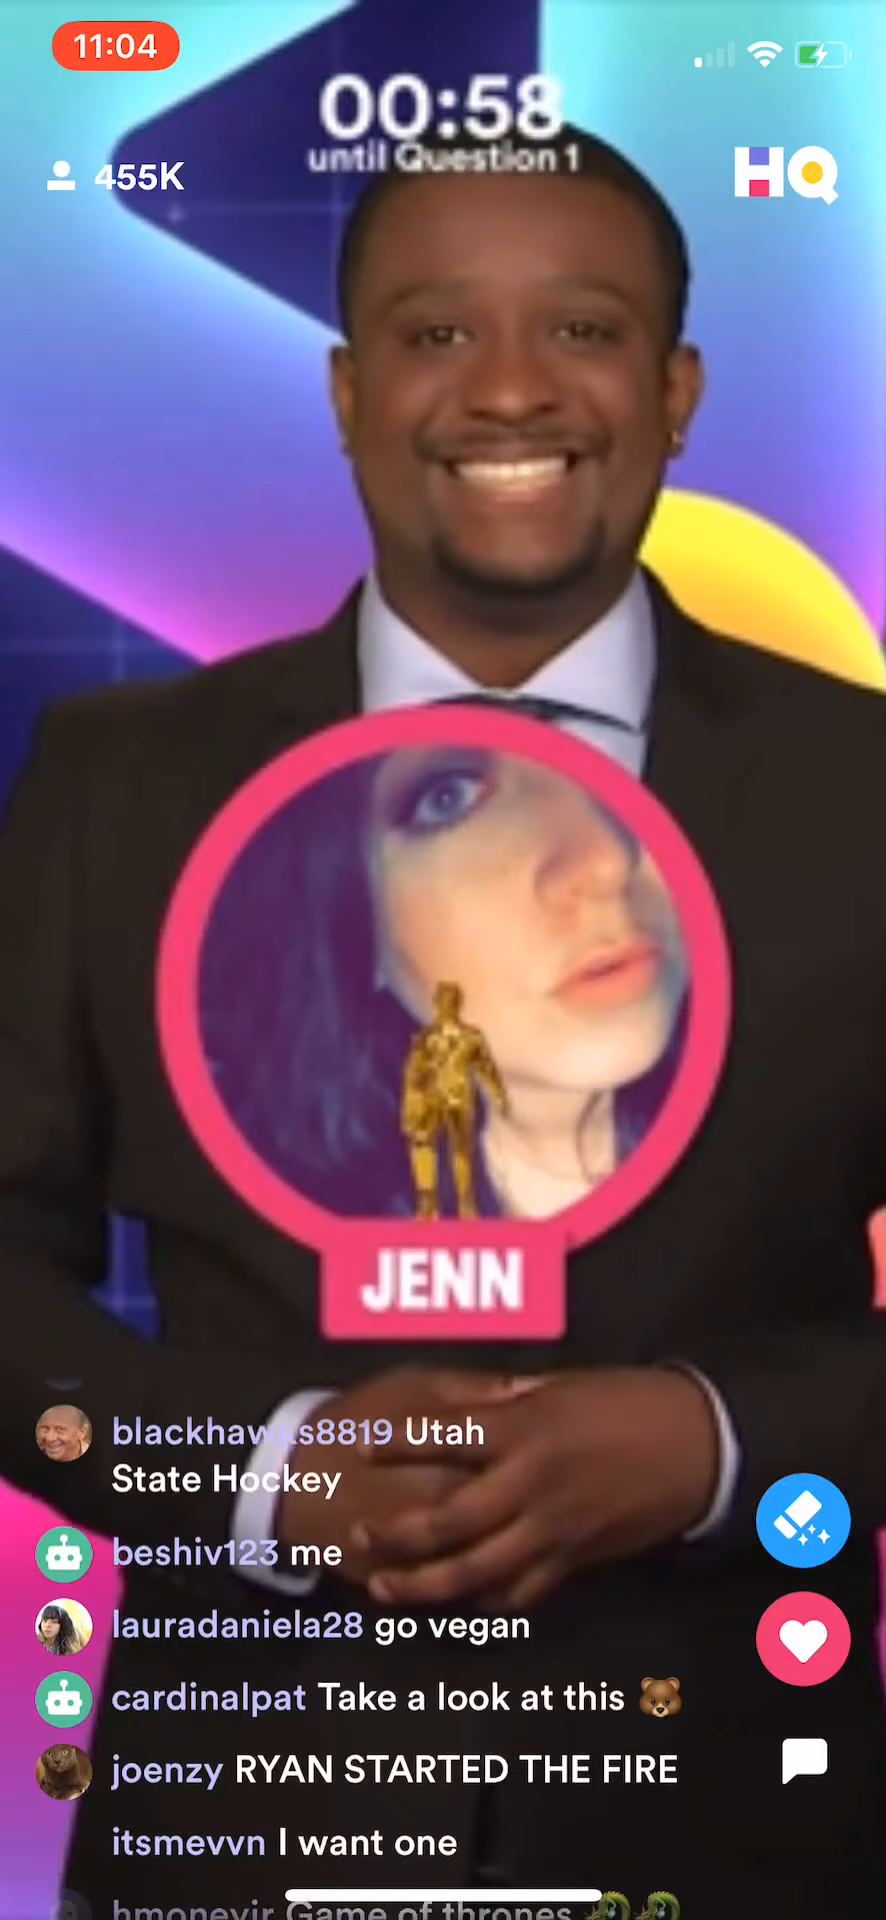 11:04
00:58
until Question 1
455K
HQ
JENN
blackhawks8819 Utah
State Hockey
beshiv123 me
lauradaniela28 go vegan
cardinalpat Take a look at this 🐻
joenzy RYAN STARTED THE FIRE
itsmevvn I want one
hmonevir Game of thrones 🐉🐉